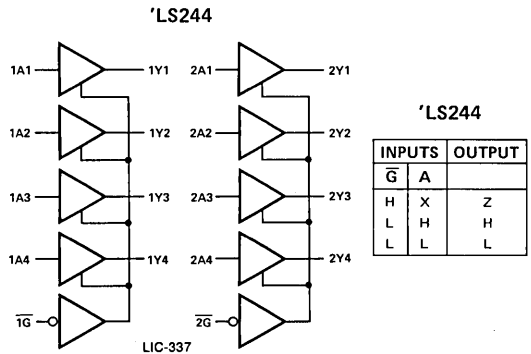 'LS244
1A1 1Y1 2A1 2Y1
1A2 1Y2 2A2 2Y2
1A3 1Y3 2A3 2Y3
1A4 1Y4 2A4 2Y4
1G̅ 2G̅
LIC-337
'LS244
INPUTS OUTPUT
G̅ A
H X Z
L H H
L L L